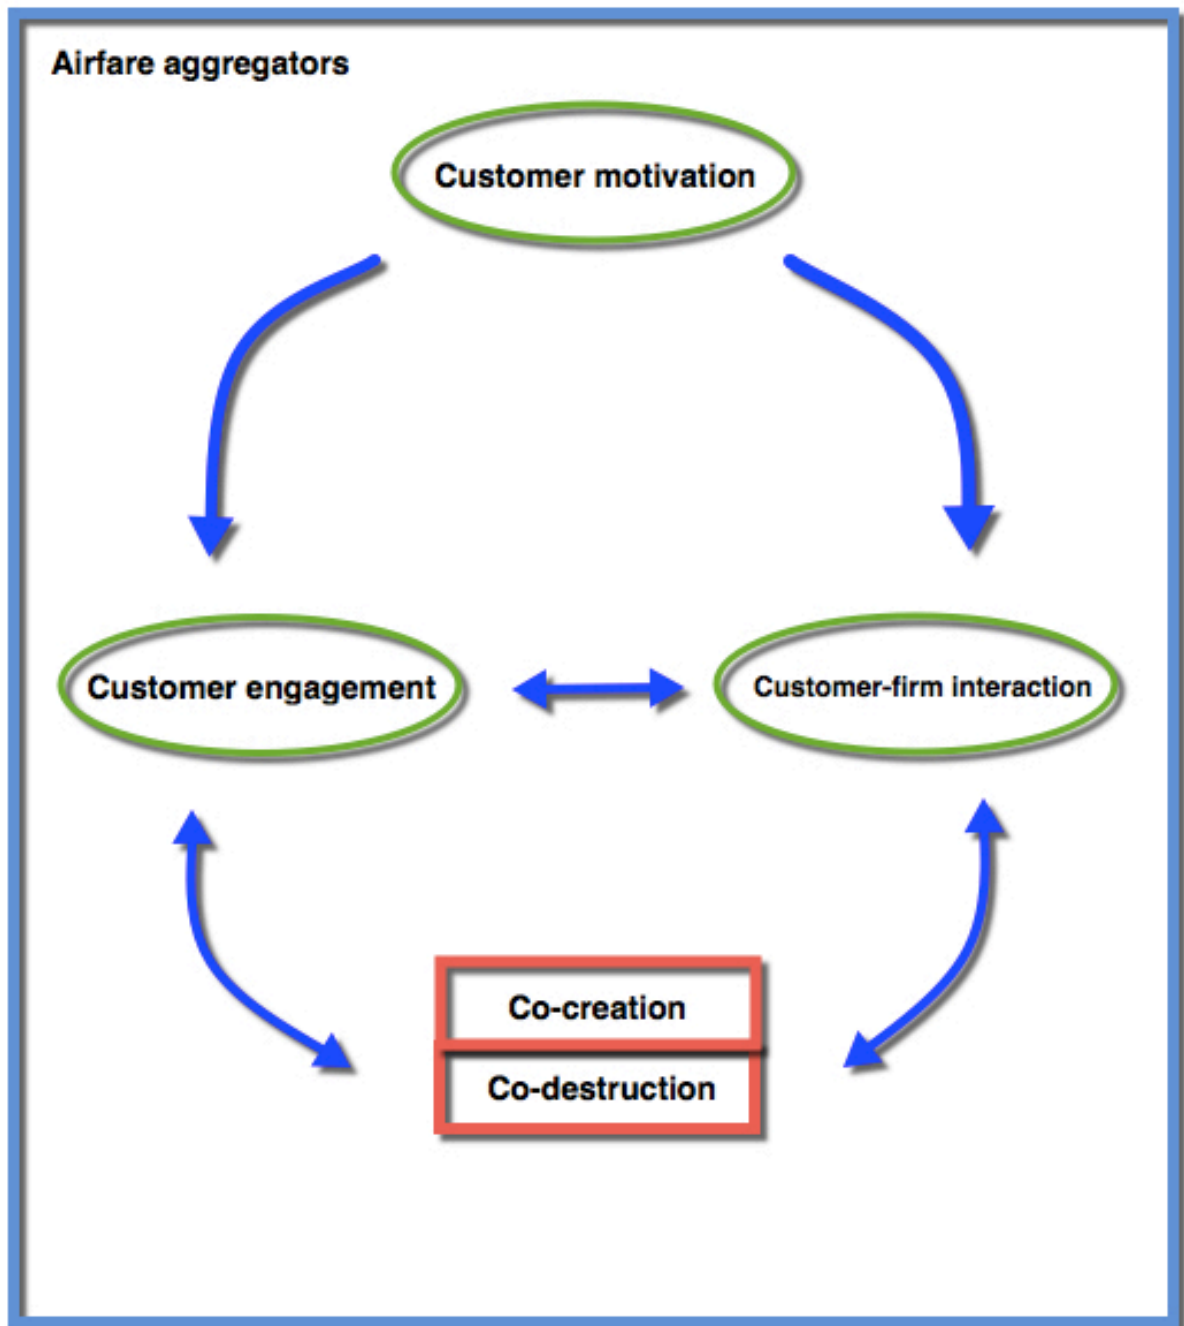 Airfare aggregators
Customer motivation
Customer engagement
Customer-firm interaction
Co-creation
Co-destruction